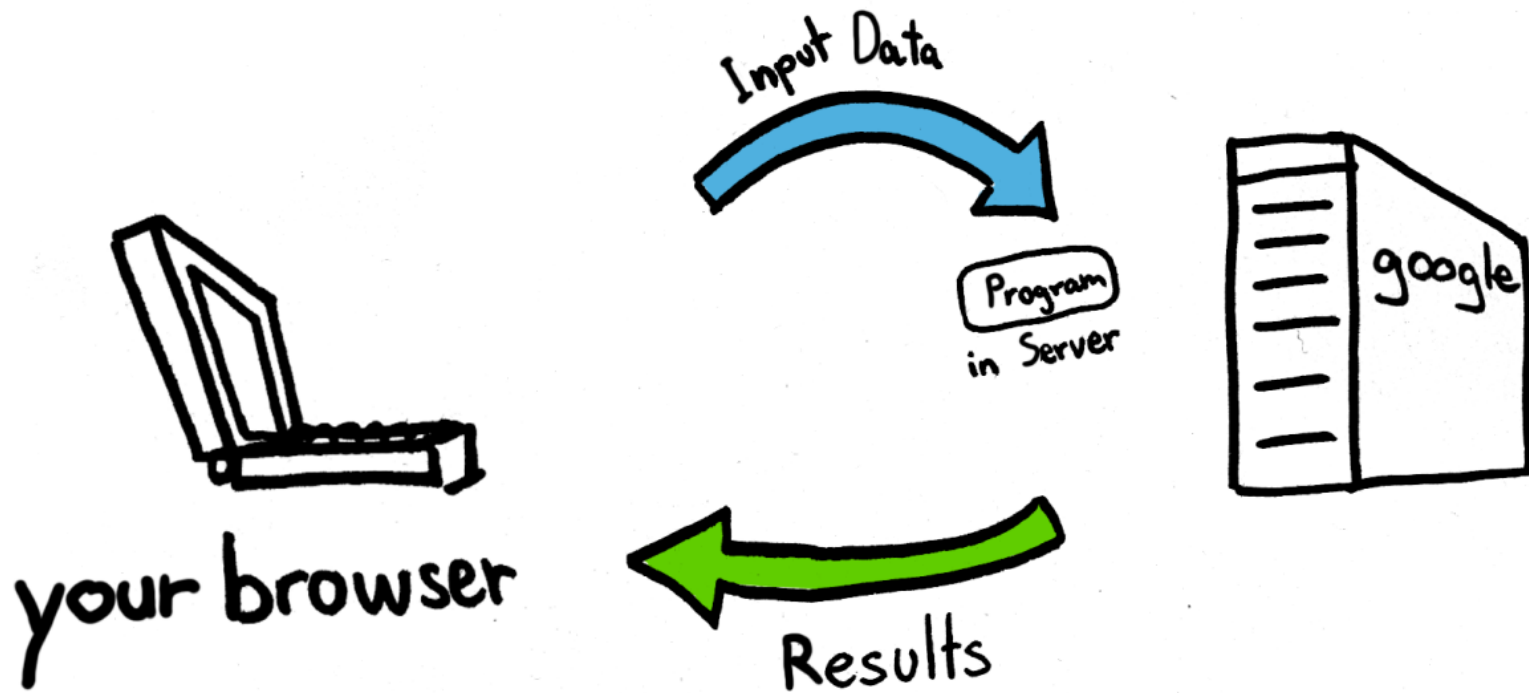 Input Data
Program
in Server
google
your browser
Results